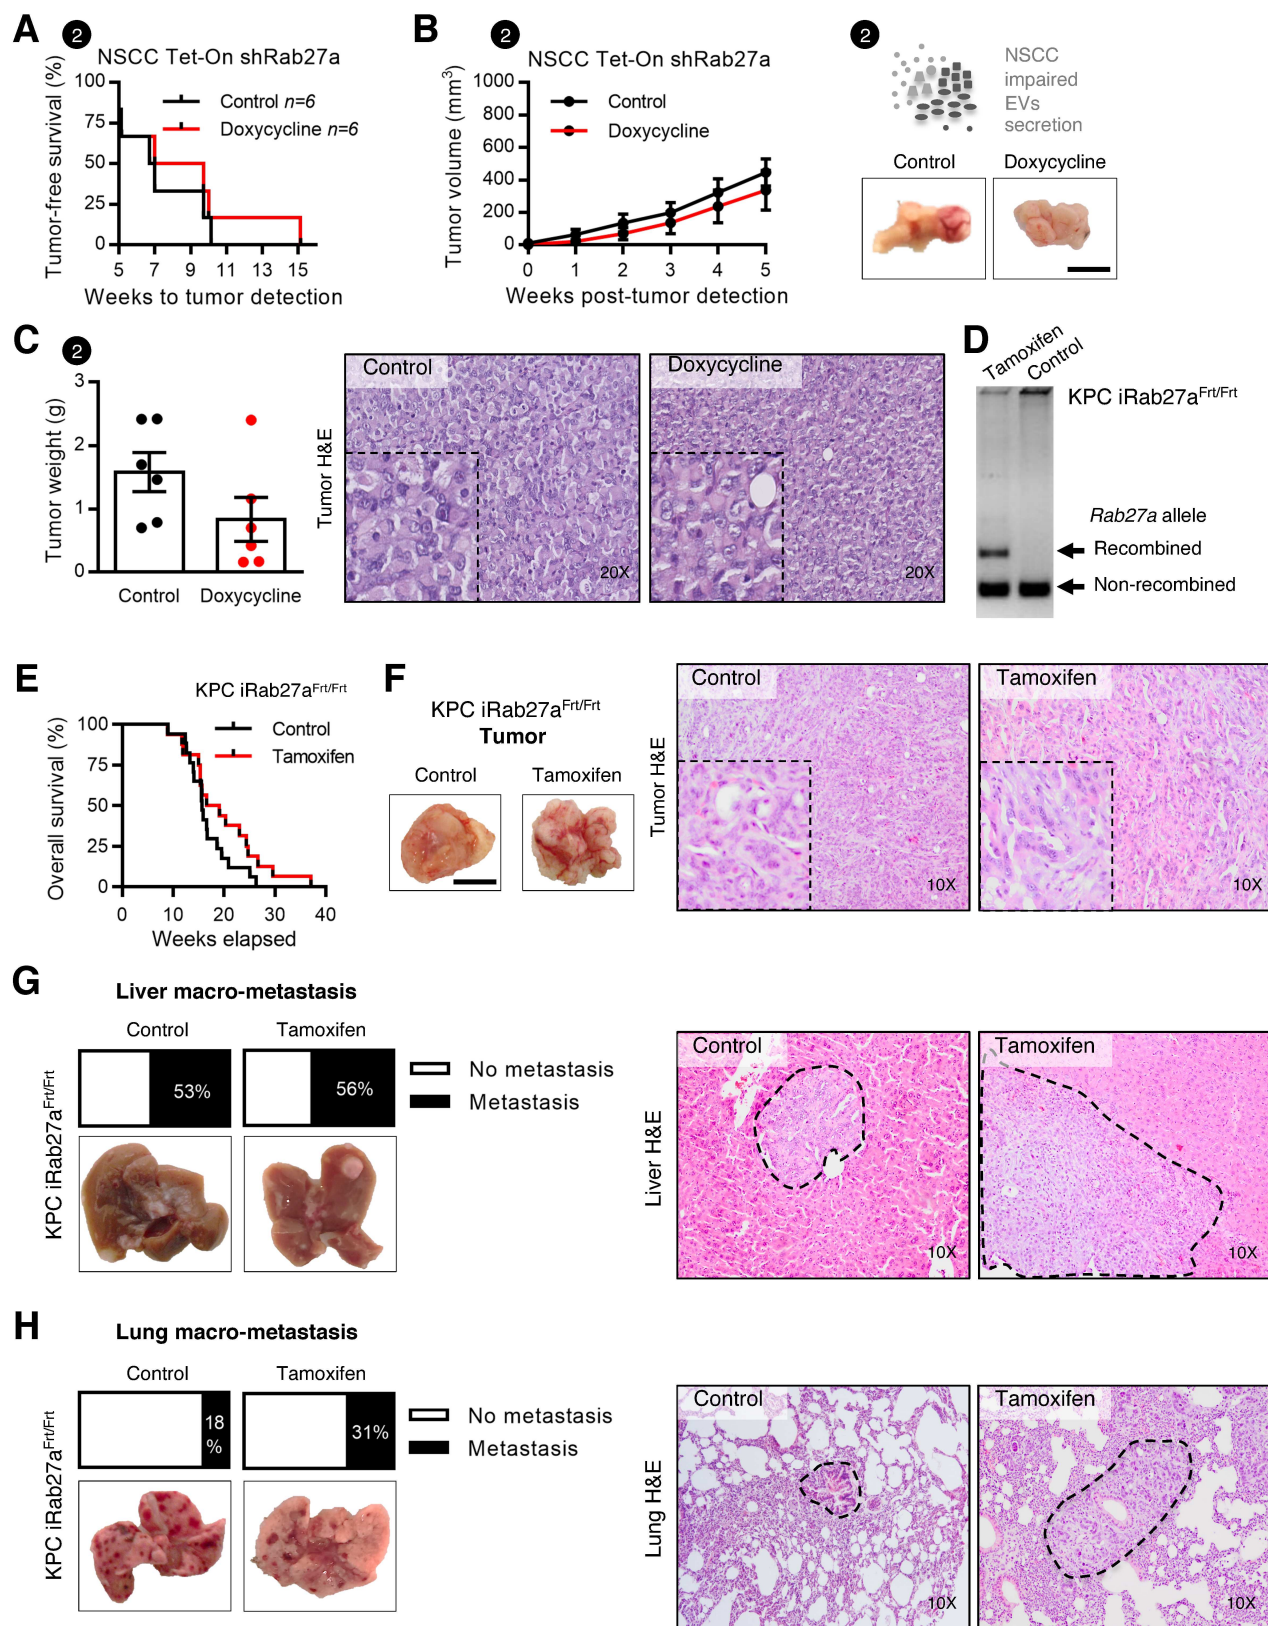 A
2
NSCC Tet-On shRab27a
Tumor-free survival (%)
100
75
50
25
0
Control n=6
Doxycycline n=6
5 7 9 11 13 15
Weeks to tumor detection
B
2
NSCC Tet-On shRab27a
Tumor volume (mm³)
1000
800
600
400
200
0
Control
Doxycycline
0 1 2 3 4 5
Weeks post-tumor detection
2
NSCC
impaired
EVs
secretion
Control
Doxycycline
C
2
Tumor weight (g)
3
2
1
0
Control Doxycycline
Tumor H&E
Control
20X
Doxycycline
20X
D
Tamoxifen
Control
KPC iRab27aFrt/Frt
Rab27a allele
Recombined
Non-recombined
E
KPC iRab27aFrt/Frt
Overall survival (%)
100
75
50
25
0
Control
Tamoxifen
0 10 20 30 40
Weeks elapsed
F
KPC iRab27aFrt/Frt
Tumor
Control
Tamoxifen
Tumor H&E
Control
10X
Tamoxifen
10X
G
Liver macro-metastasis
KPC iRab27aFrt/Frt
Control
Tamoxifen
53%
56%
No metastasis
Metastasis
Liver H&E
Control
10X
Tamoxifen
10X
H
Lung macro-metastasis
KPC iRab27aFrt/Frt
Control
Tamoxifen
18
%
31%
No metastasis
Metastasis
Lung H&E
Control
10X
Tamoxifen
10X